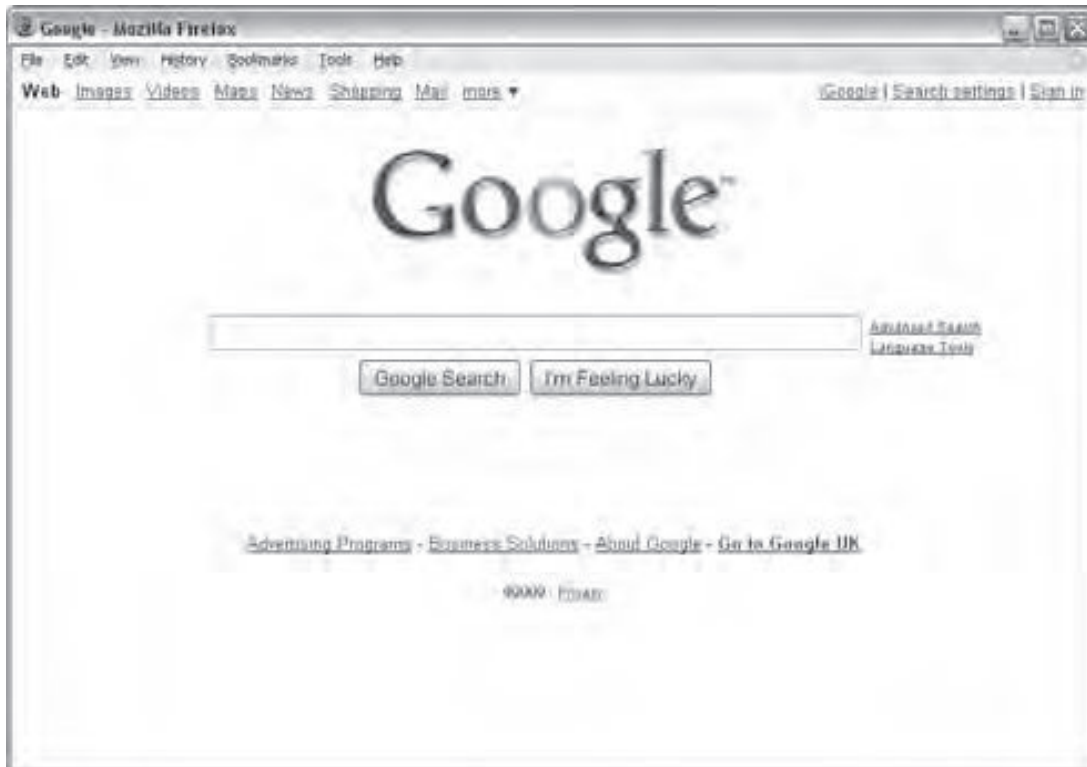 Google - Mozilla Firefox
File Edit View History Bookmarks Tools Help
Web Images Videos Maps News Shopping Mail more ▼ iGoogle | Search settings | Sign in
Google™
Advanced Search
Language Tools
Google Search I'm Feeling Lucky
Advertising Programs - Business Solutions - About Google - Go to Google UK
©2009 - Privacy